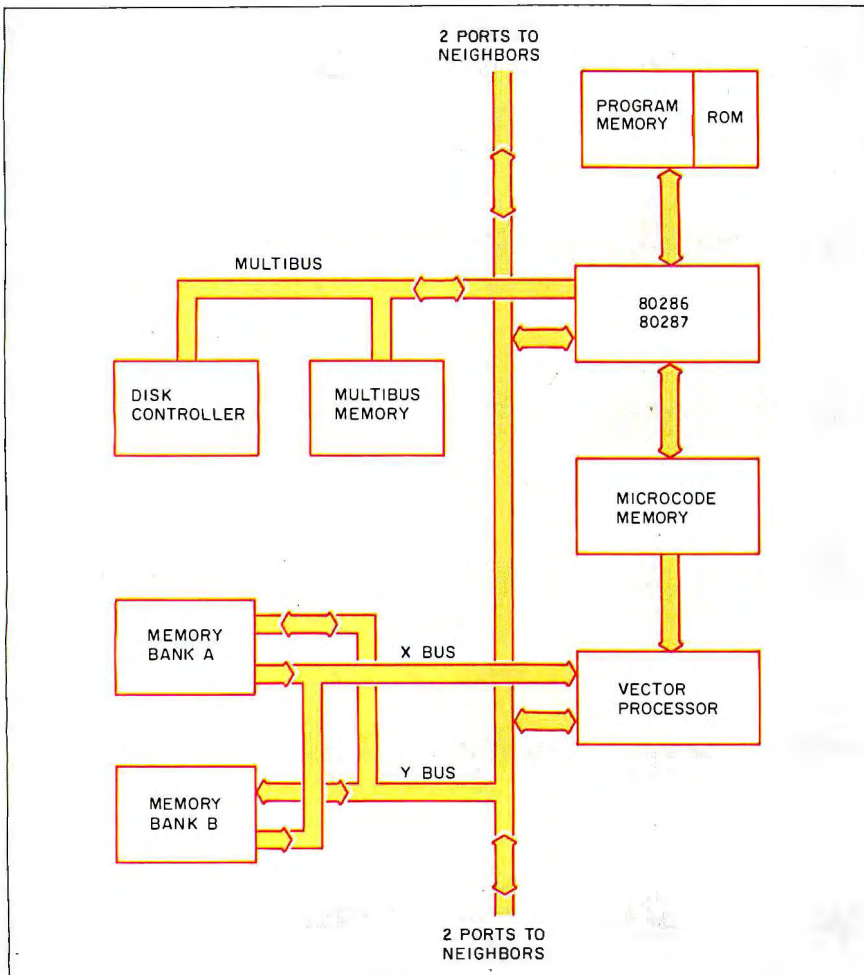 2 PORTS TO
NEIGHBORS
PROGRAM
MEMORY
ROM
MULTIBUS
80286
80287
DISK
CONTROLLER
MULTIBUS
MEMORY
MICROCODE
MEMORY
MEMORY
BANK A
X BUS
VECTOR
PROCESSOR
Y BUS
MEMORY
BANK B
2 PORTS TO
NEIGHBORS